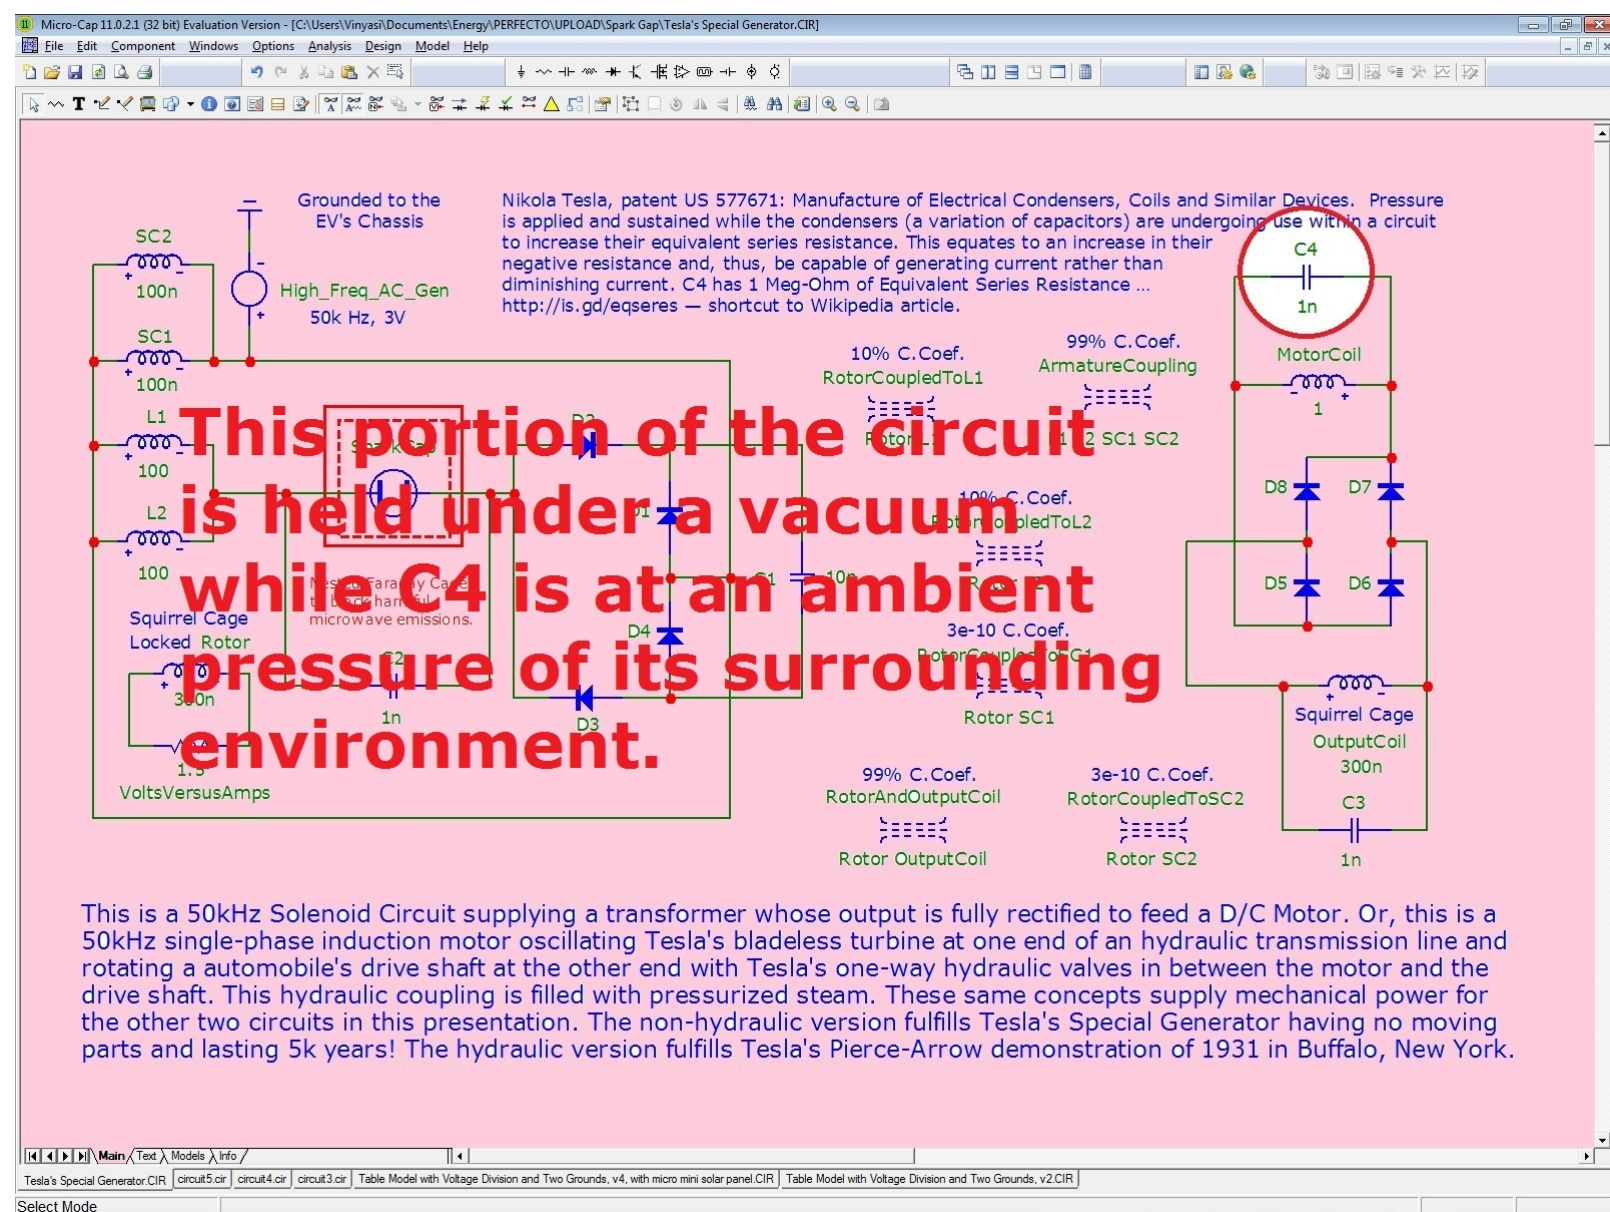 Micro-Cap 11.0.2.1 (32 bit) Evaluation Version - [C:\Users\Vinyasi\Documents\Energy\PERFECTO\UPLOAD\Spark Gap\Tesla's Special Generator.CIR]
File Edit Component Windows Options Analysis Design Model Help
Grounded to the
EV's Chassis
Nikola Tesla, patent US 577671: Manufacture of Electrical Condensers, Coils and Similar Devices. Pressure
is applied and sustained while the condensers (a variation of capacitors) are undergoing use within a circuit
to increase their equivalent series resistance. This equates to an increase in their
negative resistance and, thus, be capable of generating current rather than
diminishing current. C4 has 1 Meg-Ohm of Equivalent Series Resistance ...
http://is.gd/eqseres — shortcut to Wikipedia article.
SC2
100n
High_Freq_AC_Gen
50k Hz, 3V
SC1
100n
L1
100
L2
100
C4
1n
MotorCoil
1
10% C.Coef.
RotorCoupledToL1
99% C.Coef.
ArmatureCoupling
SC1 SC2
This portion of the circuit
is held under a vacuum
while C4 is at an ambient
pressure of its surrounding
environment.
10% C.Coef.
RotorCoupledToL2
3e-10 C.Coef.
Rotor SC1
D8
D7
D5
D6
D4
D3
10n
microwave emissions.
Squirrel Cage
Locked Rotor
300n
VoltsVersusAmps
C2
1n
Squirrel Cage
OutputCoil
300n
C3
1n
99% C.Coef.
RotorAndOutputCoil
Rotor OutputCoil
3e-10 C.Coef.
RotorCoupledToSC2
Rotor SC2
This is a 50kHz Solenoid Circuit supplying a transformer whose output is fully rectified to feed a D/C Motor. Or, this is a
50kHz single-phase induction motor oscillating Tesla's bladeless turbine at one end of an hydraulic transmission line and
rotating a automobile's drive shaft at the other end with Tesla's one-way hydraulic valves in between the motor and the
drive shaft. This hydraulic coupling is filled with pressurized steam. These same concepts supply mechanical power for
the other two circuits in this presentation. The non-hydraulic version fulfills Tesla's Special Generator having no moving
parts and lasting 5k years! The hydraulic version fulfills Tesla's Pierce-Arrow demonstration of 1931 in Buffalo, New York.
Main Text Models Info
Tesla's Special Generator.CIR circuit5.cir circuit4.cir circuit3.cir Table Model with Voltage Division and Two Grounds, v4, with micro mini solar panel.CIR Table Model with Voltage Division and Two Grounds, v2.CIR
Select Mode